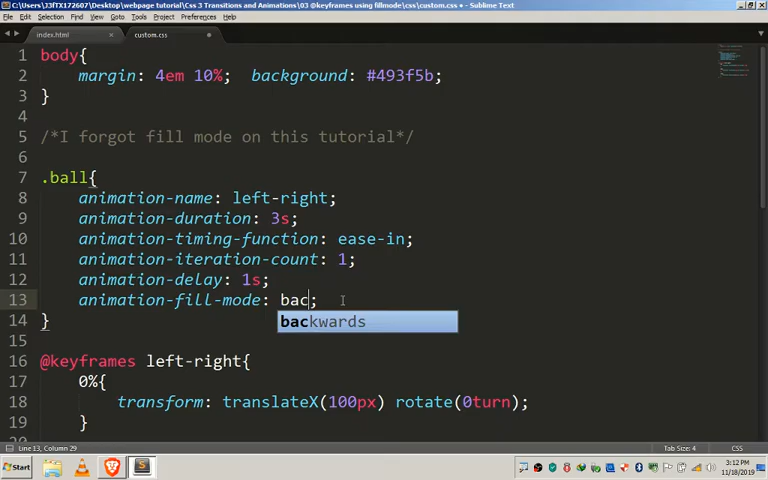 C:\Users\J3ftX172607\Desktop\webpage tutorial\Css 3 Transitions and Animations\03 @keyframes using fillmode\css\custom.css • - Sublime Text
File Edit Selection Find View Goto Tools Project Preferences Help
index.html
custom.css
1 body{
2 margin: 4em 10%; background: #493f5b;
3 }
4
5 /*I forgot fill mode on this tutorial*/
6
7 .ball{
8 animation-name: left-right;
9 animation-duration: 3s;
10 animation-timing-function: ease-in;
11 animation-iteration-count: 1;
12 animation-delay: 1s;
13 animation-fill-mode: bac;
backwards
14 }
15
16 @keyframes left-right{
17 0%{
18 transform: translateX(100px) rotate(0turn);
19 }
20
Line 13, Column 29
Tab Size: 4
CSS
Start
3:12 PM
11/18/2019